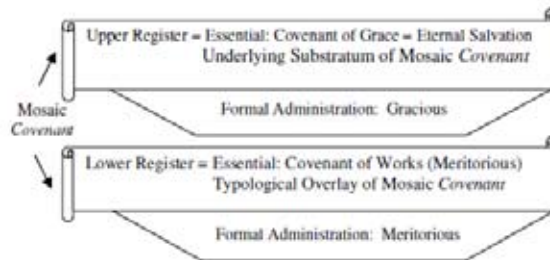 Upper Register = Essential: Covenant of Grace = Eternal Salvation
Underlying Substratum of Mosaic Covenant
Formal Administration: Gracious
Mosaic
Covenant
Lower Register = Essential: Covenant of Works (Meritorious)
Typological Overlay of Mosaic Covenant
Formal Administration: Meritorious